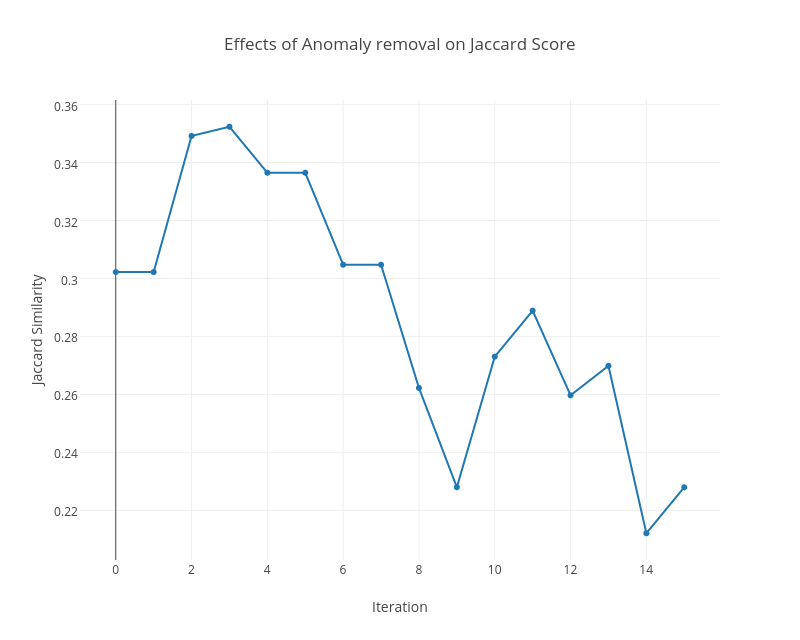 Effects of Anomaly removal on Jaccard Score
Jaccard Similarity
0.36
0.34
0.32
0.3
0.28
0.26
0.24
0.22
0 2 4 6 8 10 12 14
Iteration